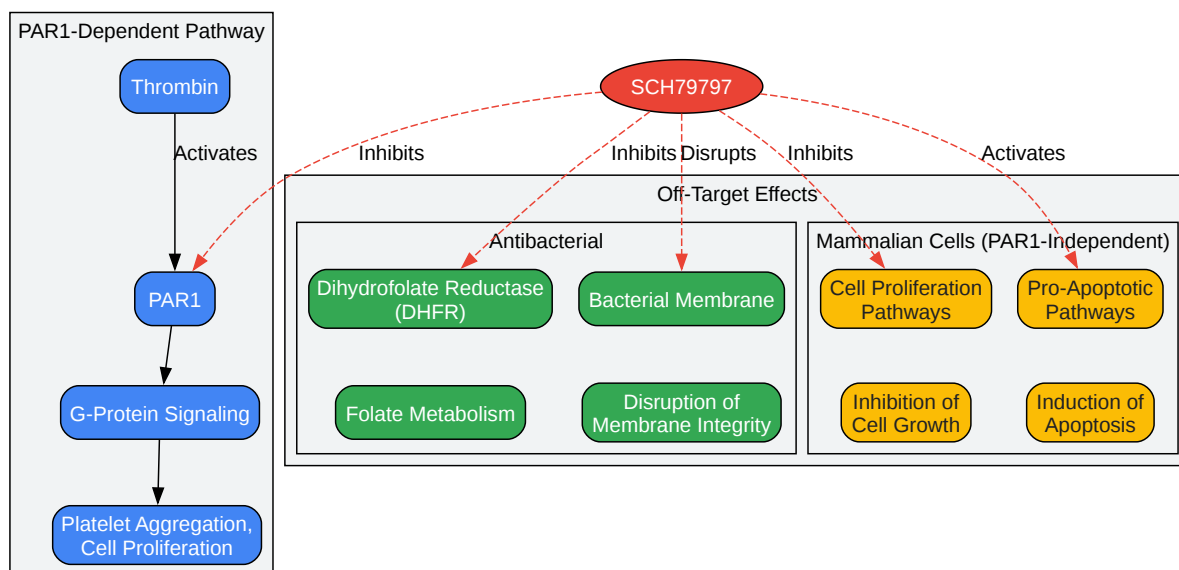 PAR1-Dependent Pathway
Thrombin
SCH79797
Activates
Inhibits
Inhibits
Disrupts
Inhibits
Activates
Off-Target Effects
Antibacterial
Mammalian Cells (PAR1-Independent)
PAR1
Dihydrofolate Reductase
(DHFR)
Bacterial Membrane
Cell Proliferation
Pathways
Pro-Apoptotic
Pathways
G-Protein Signaling
Folate Metabolism
Disruption of
Membrane Integrity
Inhibition of
Cell Growth
Induction of
Apoptosis
Platelet Aggregation,
Cell Proliferation